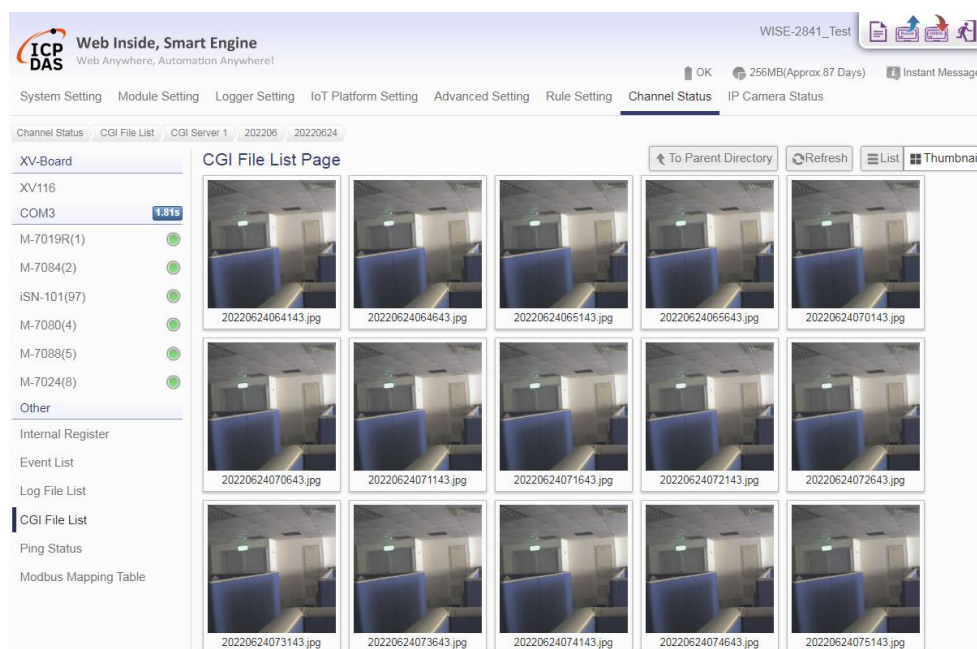 ICP DAS
Web Inside, Smart Engine
Web Anywhere, Automation Anywhere!
WISE-2841_Test
OK 256MB(Approx.87 Days) Instant Message
System Setting Module Setting Logger Setting IoT Platform Setting Advanced Setting Rule Setting Channel Status IP Camera Status
Channel Status CGI File List CGI Server 1 202206 20220624
XV-Board
XV116
COM3 1.81s
M-7019R(1)
M-7084(2)
iSN-101(97)
M-7080(4)
M-7088(5)
M-7024(8)
Other
Internal Register
Event List
Log File List
CGI File List
Ping Status
Modbus Mapping Table
CGI File List Page
To Parent Directory Refresh List Thumbnai
20220624064143.jpg 20220624064643.jpg 20220624065143.jpg 20220624065643.jpg 20220624070143.jpg
20220624070643.jpg 20220624071143.jpg 20220624071643.jpg 20220624072143.jpg 20220624072643.jpg
20220624073143.jpg 20220624073643.jpg 20220624074143.jpg 20220624074643.jpg 20220624075143.jpg